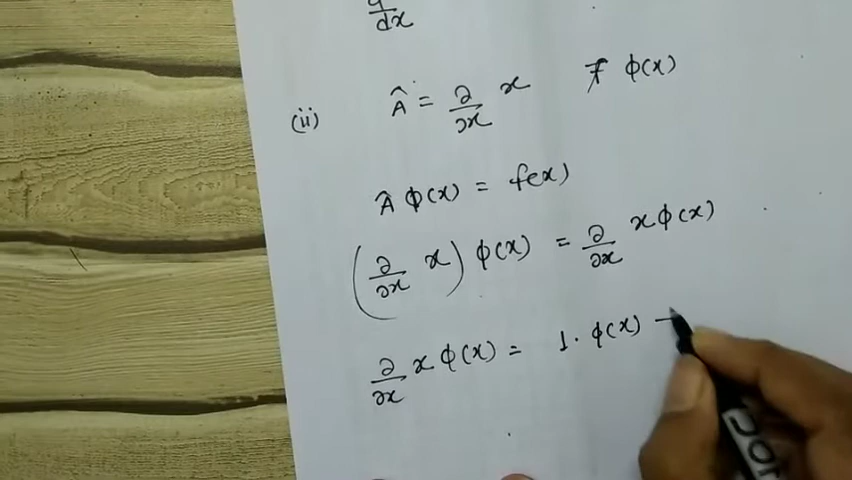 d/dx
(ii) Â = ∂/∂x x φ(x)
Â φ(x) = f(x)
(∂/∂x x) φ(x) = ∂/∂x x φ(x)
∂/∂x x φ(x) = 1 · φ(x) –